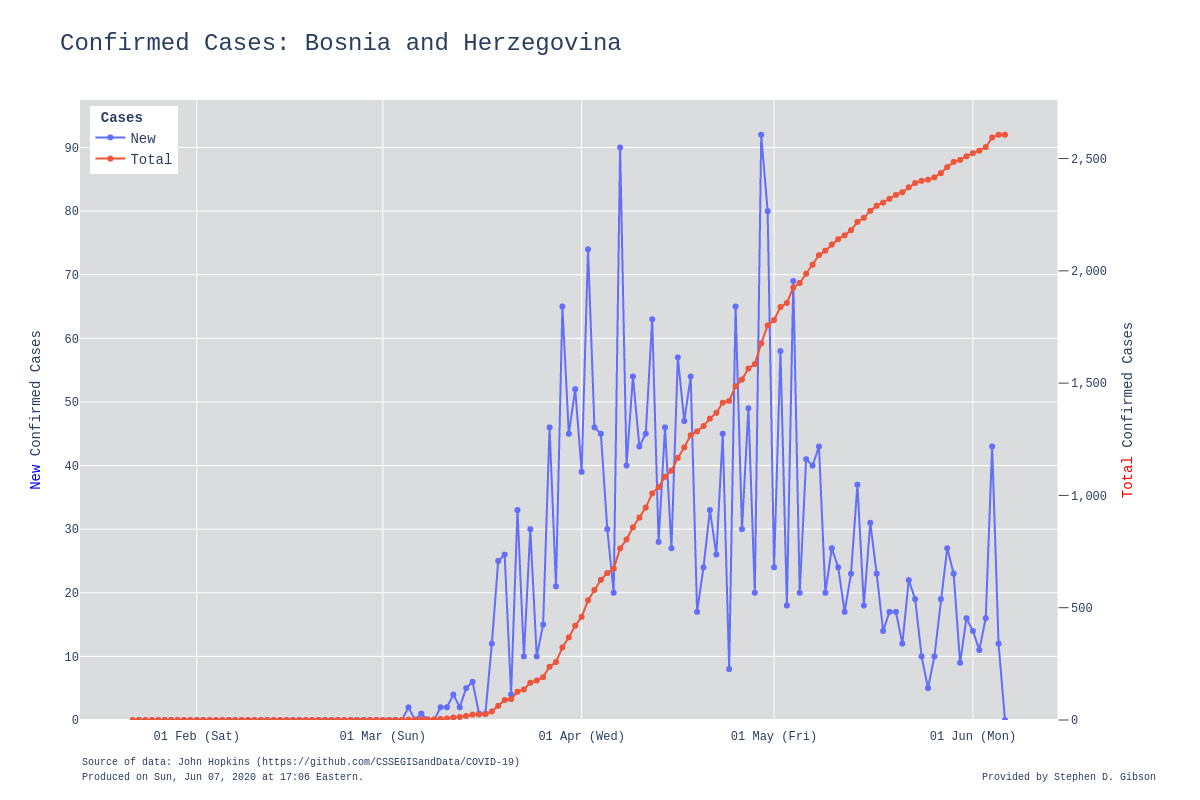 Confirmed Cases: Bosnia and Herzegovina
Cases
New
Total
90
80
70
60
50
40
30
20
10
0
2,500
2,000
1,500
1,000
500
0
New Confirmed Cases
Total Confirmed Cases
01 Feb (Sat)
01 Mar (Sun)
01 Apr (Wed)
01 May (Fri)
01 Jun (Mon)
Source of data: John Hopkins (https://github.com/CSSEGISandData/COVID-19)
Produced on Sun, Jun 07, 2020 at 17:06 Eastern.
Provided by Stephen D. Gibson